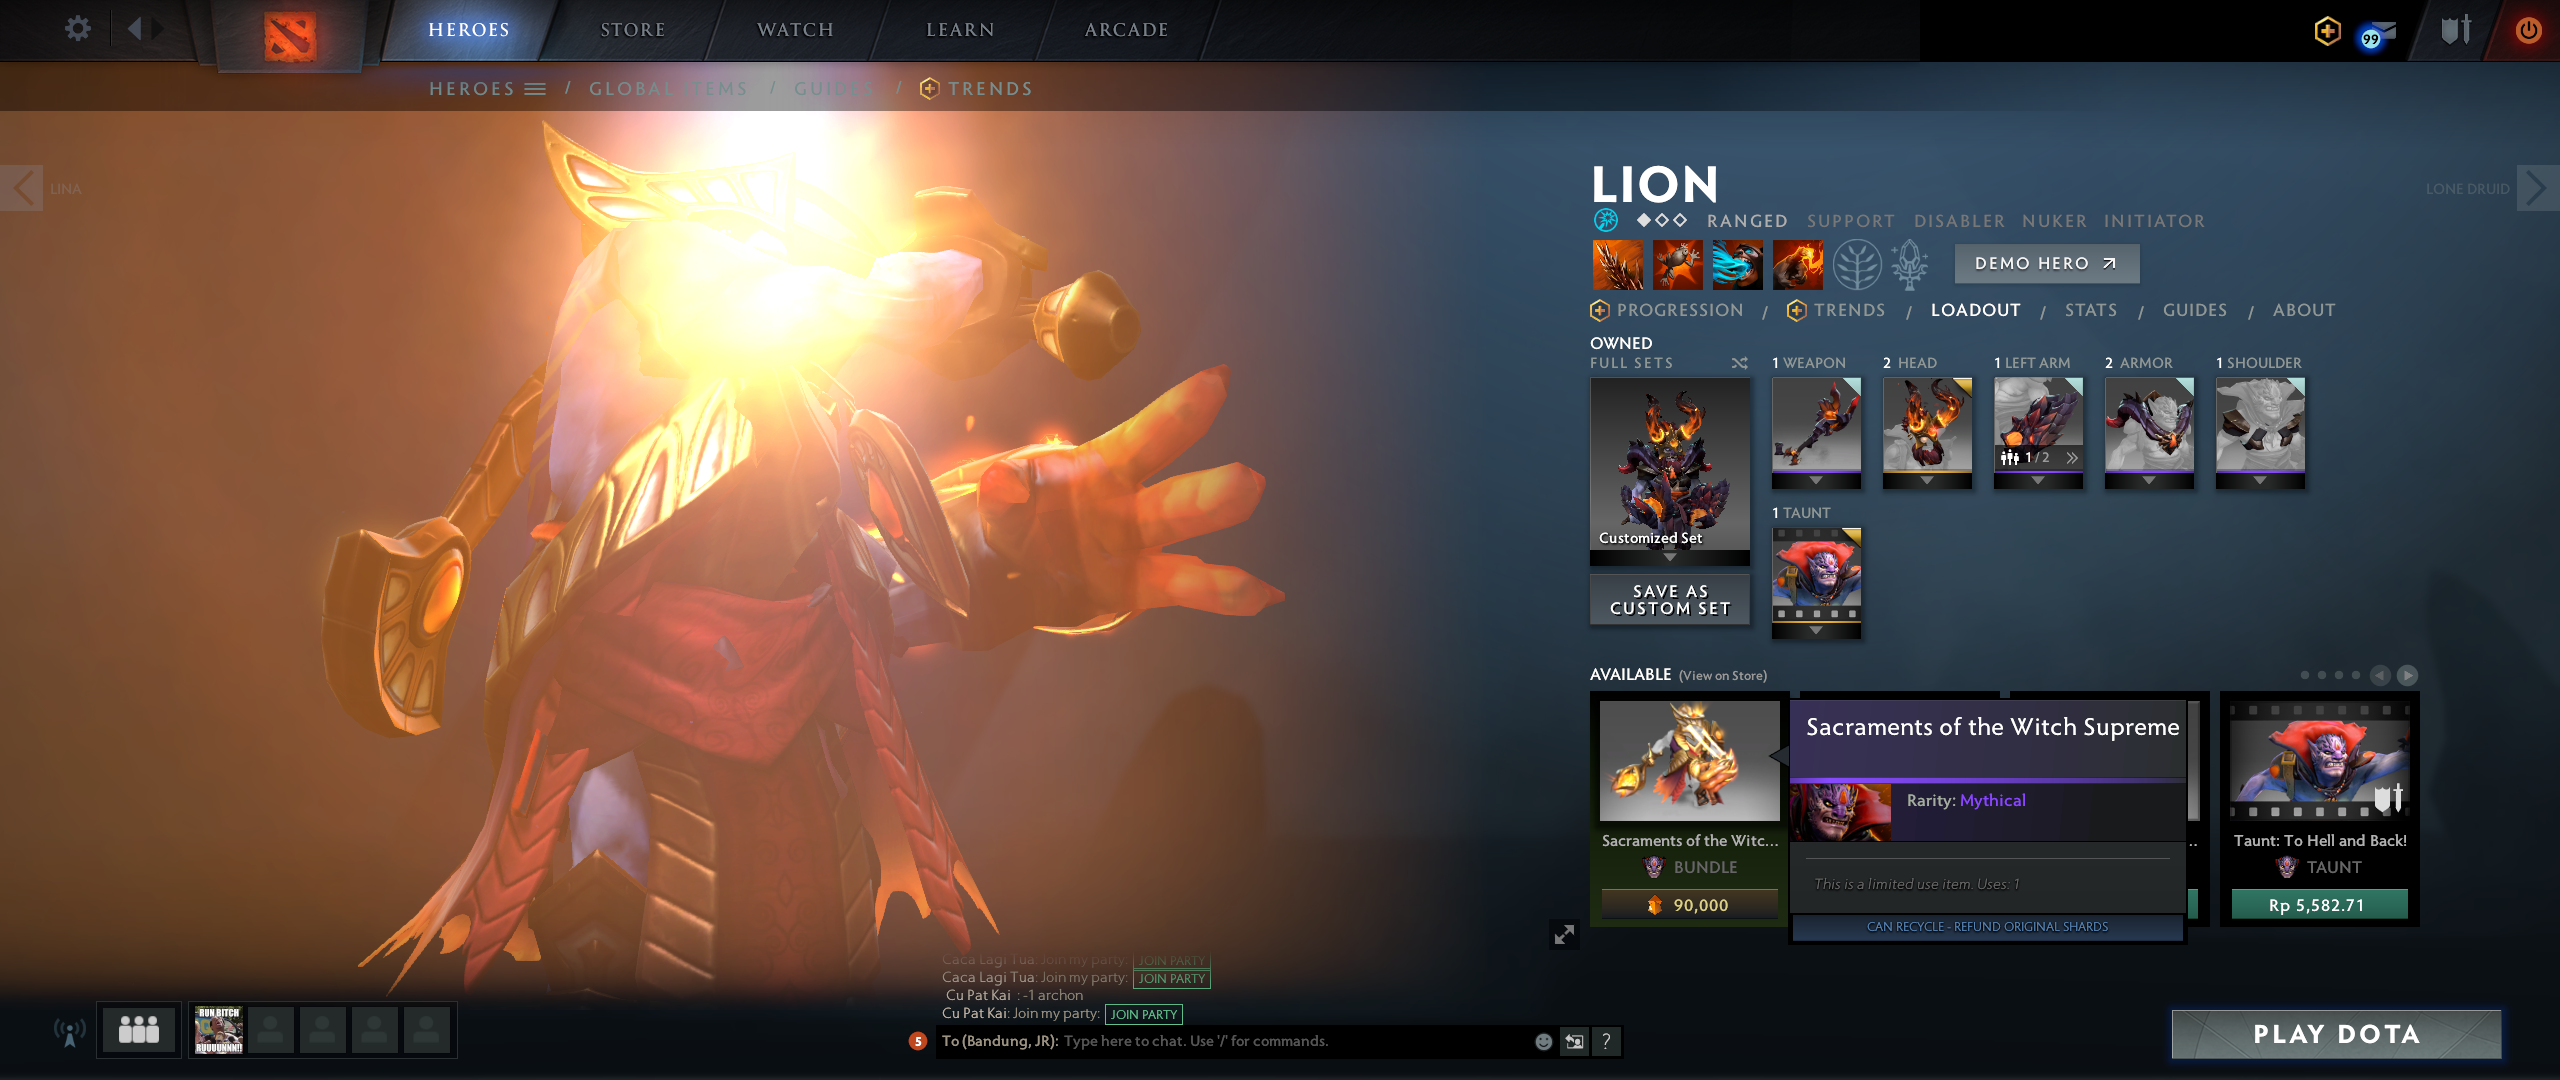 HEROES
STORE
WATCH
LEARN
ARCADE
99
HEROES / GLOBAL ITEMS / GUIDES / TRENDS
LINA
LONE DRUID
LION
RANGED SUPPORT DISABLER NUKER INITIATOR
DEMO HERO
PROGRESSION / TRENDS / LOADOUT / STATS / GUIDES / ABOUT
OWNED
FULL SETS
1 WEAPON
2 HEAD
1 LEFT ARM
2 ARMOR
1 SHOULDER
1/2
Customized Set
SAVE AS
CUSTOM SET
1 TAUNT
AVAILABLE (View on Store)
Sacraments of the Witc...
BUNDLE
90,000
Sacraments of the Witch Supreme
Rarity: Mythical
This is a limited use item. Uses: 1
CAN RECYCLE - REFUND ORIGINAL SHARDS
..
Taunt: To Hell and Back!
TAUNT
Rp 5,582.71
Caca Lagi Tua: Join my party: JOIN PARTY
Caca Lagi Tua: Join my party: JOIN PARTY
Cu Pat Kai : -1 archon
Cu Pat Kai: Join my party: JOIN PARTY
5
To (Bandung, JR): Type here to chat. Use '/' for commands.
?
RUN BITCH
RUUUUNNN!!
PLAY DOTA